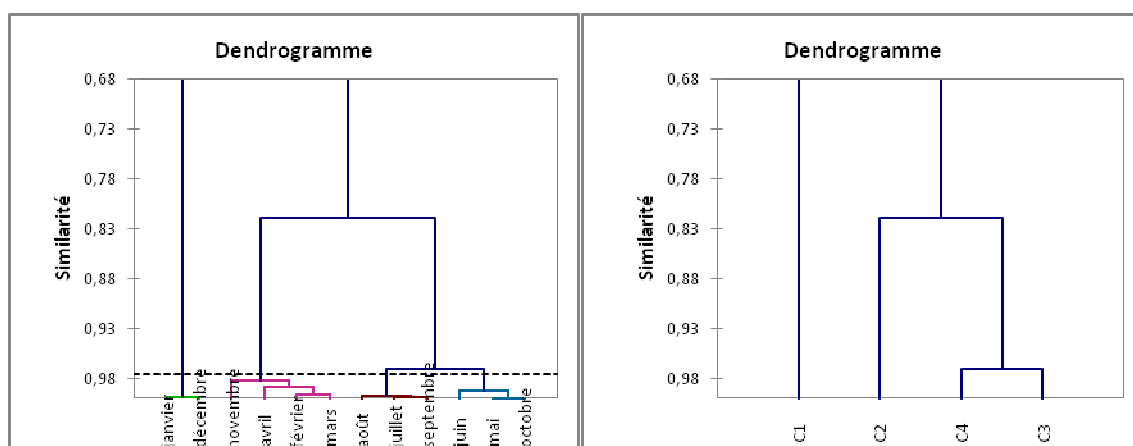 Dendrogramme
0,68
0,73
0,78
0,83
0,88
0,93
0,98
Similarité
janvier
décembre
novembre
avril
février
mars
août
juillet
septembre
juin
mai
octobre
Dendrogramme
0,68
0,73
0,78
0,83
0,88
0,93
0,98
Similarité
C1
C2
C4
C3